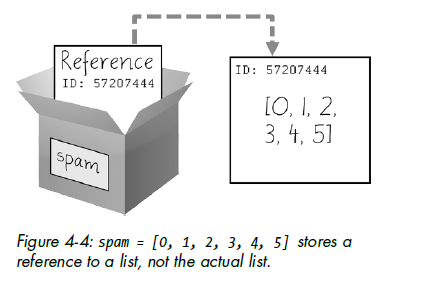 Reference
ID: 57207444
spam
ID: 57207444
[0, 1, 2,
3, 4, 5]
Figure 4-4: spam = [0, 1, 2, 3, 4, 5] stores a
reference to a list, not the actual list.